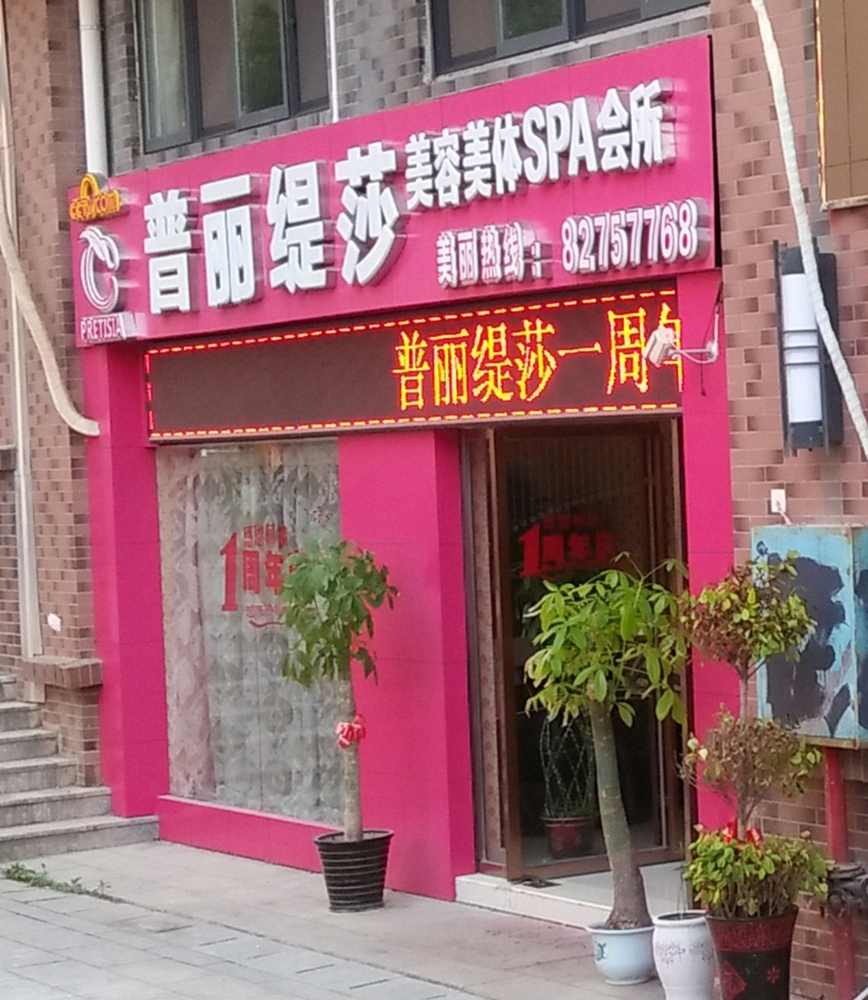 普丽缇莎
美容美体SPA会所
美丽热线：82757768
PRETISIA
普丽缇莎一周年
1周年
1周年